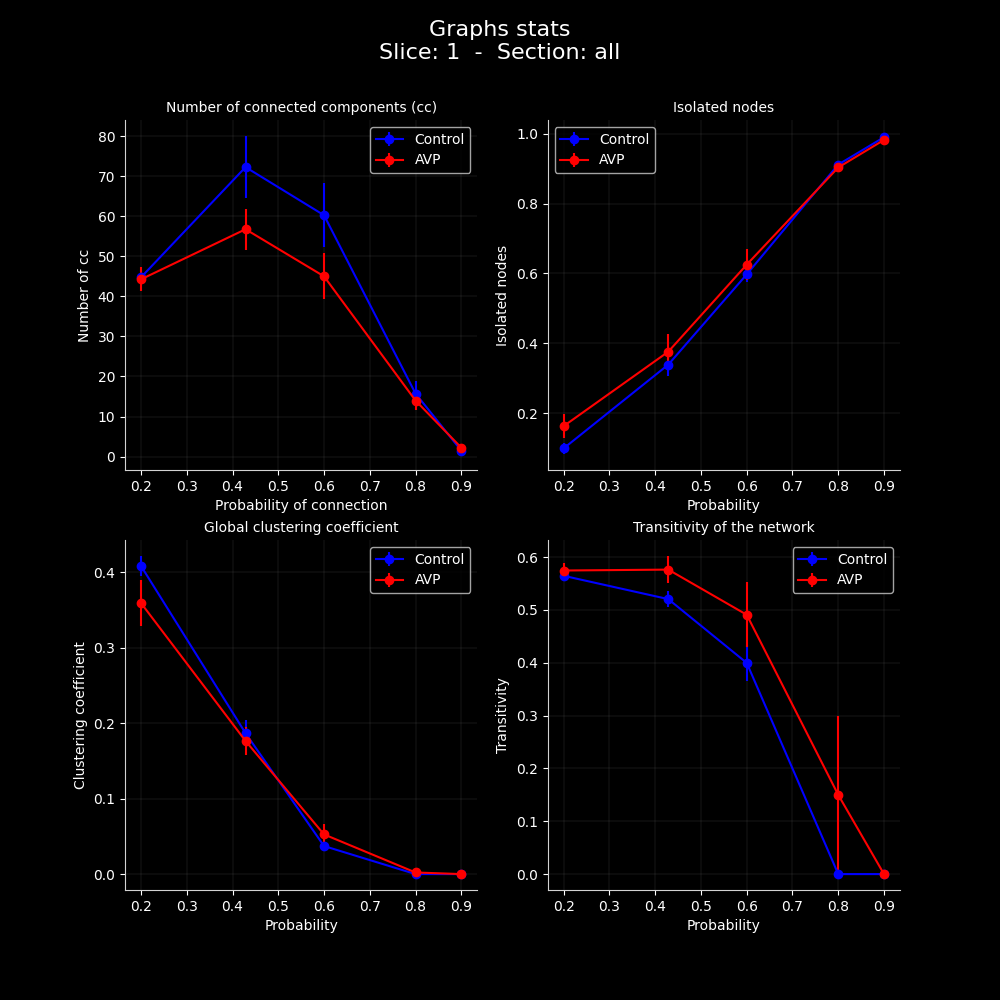 Graphs stats
Slice: 1 - Section: all
Number of connected components (cc)
Control
AVP
Number of cc
80
70
60
50
40
30
20
10
0
0.2 0.3 0.4 0.5 0.6 0.7 0.8 0.9
Probability of connection
Isolated nodes
Control
AVP
Isolated nodes
1.0
0.8
0.6
0.4
0.2
0.2 0.3 0.4 0.5 0.6 0.7 0.8 0.9
Probability
Global clustering coefficient
Control
AVP
Clustering coefficient
0.4
0.3
0.2
0.1
0.0
0.2 0.3 0.4 0.5 0.6 0.7 0.8 0.9
Probability
Transitivity of the network
Control
AVP
Transitivity
0.6
0.5
0.4
0.3
0.2
0.1
0.0
0.2 0.3 0.4 0.5 0.6 0.7 0.8 0.9
Probability